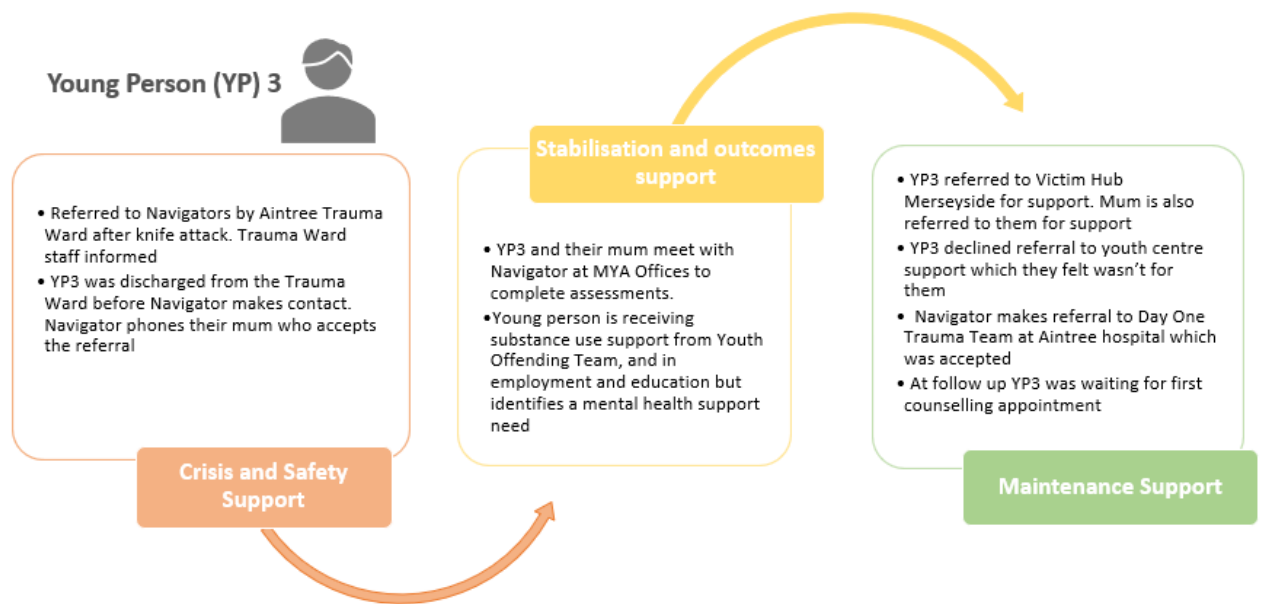 Young Person (YP) 3
• Referred to Navigators by Aintree Trauma
Ward after knife attack. Trauma Ward
staff informed
• YP3 was discharged from the Trauma
Ward before Navigator makes contact.
Navigator phones their mum who accepts
the referral
Crisis and Safety
Support
Stabilisation and outcomes
support
• YP3 and their mum meet with
Navigator at MYA Offices to
complete assessments.
•Young person is receiving
substance use support from Youth
Offending Team, and in
employment and education but
identifies a mental health support
need
• YP3 referred to Victim Hub
Merseyside for support. Mum is also
referred to them for support
• YP3 declined referral to youth centre
support which they felt wasn’t for
them
• Navigator makes referral to Day One
Trauma Team at Aintree hospital which
was accepted
• At follow up YP3 was waiting for first
counselling appointment
Maintenance Support